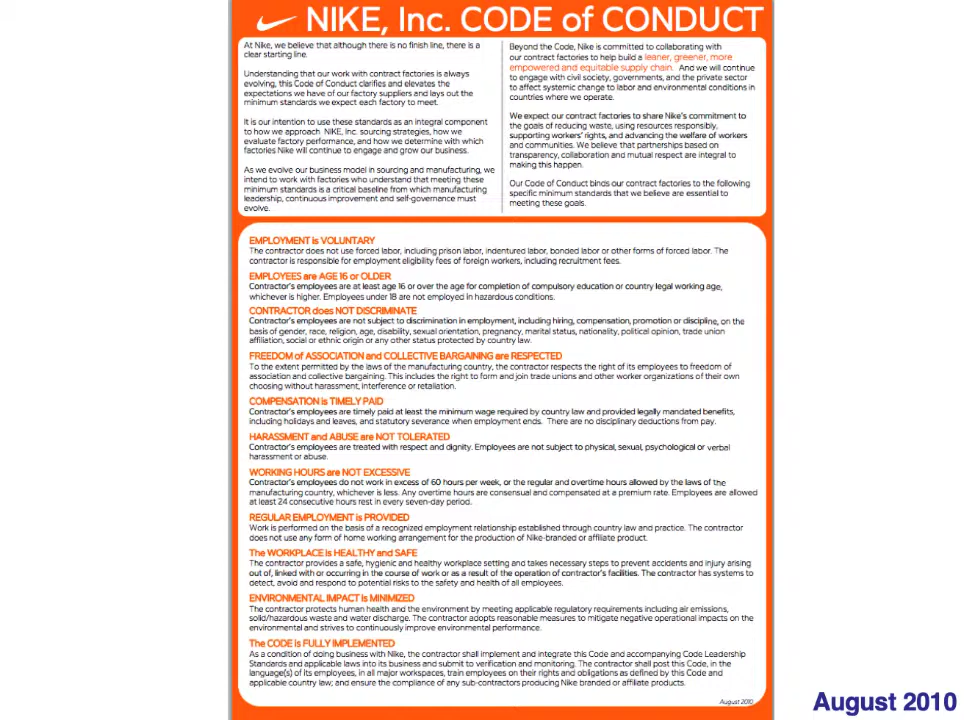 NIKE, Inc. CODE of CONDUCT
At Nike, we believe that although there is no finish line, there is a
clear starting line.
Understanding that our work with contract factories is always
evolving, this Code of Conduct clarifies and elevates the
expectations we have of our factory suppliers and lays out the
minimum standards we expect each factory to meet.
It is our intention to use these standards as an integral component
to how we approach NIKE, Inc. sourcing strategies, how we
evaluate factory performance, and how we determine with which
factories Nike will continue to engage and grow our business.
As we evolve our business model in sourcing and manufacturing, we
intend to work with factories who understand that meeting these
minimum standards is a critical baseline from which manufacturing
leadership, continuous improvement and self-governance must
evolve.
Beyond the Code, Nike is committed to collaborating with
our contract factories to help build a leaner, greener, more
empowered and equitable supply chain. And we will continue
to engage with civil society, governments, and the private sector
to affect systemic change to labor and environmental conditions in
countries where we operate.
We expect our contract factories to share Nike's commitment to
the goals of reducing waste, using resources responsibly,
supporting workers' rights, and advancing the welfare of workers
and communities. We believe that partnerships based on
transparency, collaboration and mutual respect are integral to
making this happen.
Our Code of Conduct binds our contract factories to the following
specific minimum standards that we believe are essential to
meeting these goals.
EMPLOYMENT is VOLUNTARY
The contractor does not use forced labor, including prison labor, indentured labor, bonded labor or other forms of forced labor. The
contractor is responsible for employment eligibility fees of foreign workers, including recruitment fees.
EMPLOYEES are AGE 16 or OLDER
Contractor's employees are at least age 16 or over the age for completion of compulsory education or country legal working age,
whichever is higher. Employees under 18 are not employed in hazardous conditions.
CONTRACTOR does NOT DISCRIMINATE
Contractor's employees are not subject to discrimination in employment, including hiring, compensation, promotion or discipline, on the
basis of gender, race, religion, age, disability, sexual orientation, pregnancy, marital status, nationality, political opinion, trade union
affiliation, social or ethnic origin or any other status protected by country law.
FREEDOM of ASSOCIATION and COLLECTIVE BARGAINING are RESPECTED
To the extent permitted by the laws of the manufacturing country, the contractor respects the right of its employees to freedom of
association and collective bargaining. This includes the right to form and join trade unions and other worker organizations of their own
choosing without harassment, interference or retaliation.
COMPENSATION is TIMELY PAID
Contractor's employees are timely paid at least the minimum wage required by country law and provided legally mandated benefits,
including holidays and leaves, and statutory severance when employment ends. There are no disciplinary deductions from pay.
HARASSMENT and ABUSE are NOT TOLERATED
Contractor's employees are treated with respect and dignity. Employees are not subject to physical, sexual, psychological or verbal
harassment or abuse.
WORKING HOURS are NOT EXCESSIVE
Contractor's employees do not work in excess of 60 hours per week, or the regular and overtime hours allowed by the laws of the
manufacturing country, whichever is less. Any overtime hours are consensual and compensated at a premium rate. Employees are allowed
at least 24 consecutive hours rest in every seven-day period.
REGULAR EMPLOYMENT is PROVIDED
Work is performed on the basis of a recognized employment relationship established through country law and practice. The contractor
does not use any form of home working arrangement for the production of Nike-branded or affiliate product.
The WORKPLACE is HEALTHY and SAFE
The contractor provides a safe, hygienic and healthy workplace setting and takes necessary steps to prevent accidents and injury arising
out of, linked with or occurring in the course of work or as a result of the operation of contractor's facilities. The contractor has systems to
detect, avoid and respond to potential risks to the safety and health of all employees.
ENVIRONMENTAL IMPACT is MINIMIZED
The contractor protects human health and the environment by meeting applicable regulatory requirements including air emissions,
solid/hazardous waste and water discharge. The contractor adopts reasonable measures to mitigate negative operational impacts on the
environmental and strives to continuously improve environmental performance.
The CODE is FULLY IMPLEMENTED
As a condition of doing business with Nike, the contractor shall implement and integrate this Code and accompanying Code Leadership
Standards and applicable laws into its business and submit to verification and monitoring. The contractor shall post this Code, in the
language(s) of its employees, in all major workspaces, train employees on their rights and obligations as defined by this Code and
applicable country law; and ensure the compliance of any sub-contractors producing Nike branded or affiliate products.
August 2010
August 2010